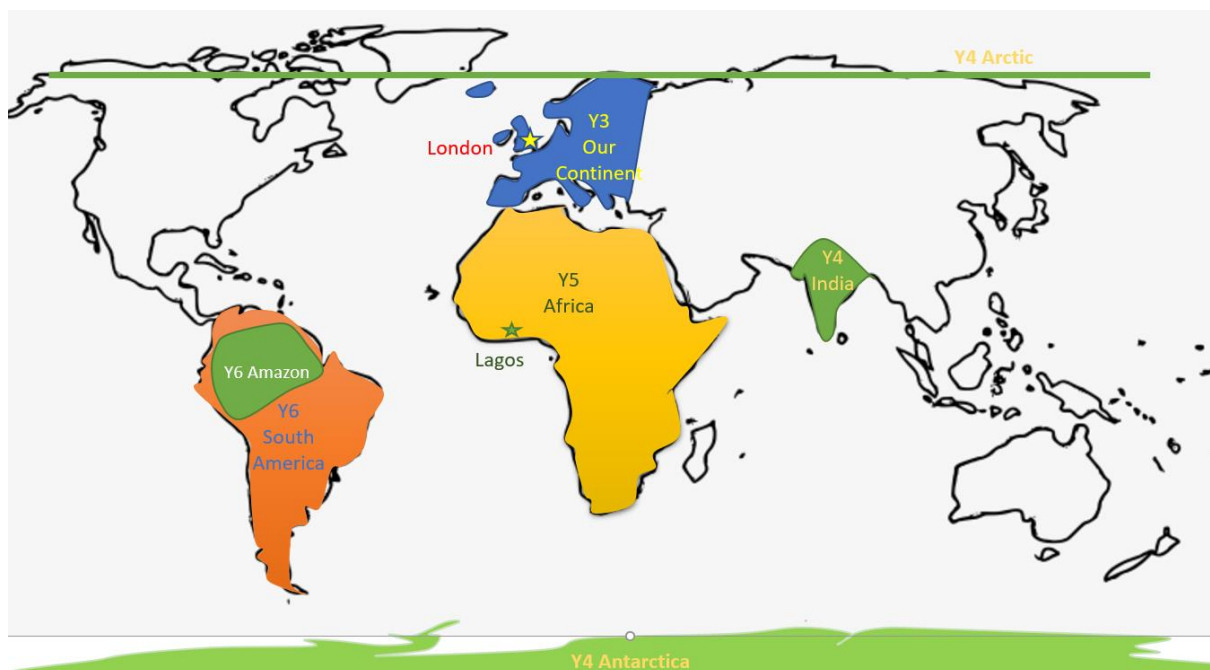 Y4 Arctic
Y3
Our
Continent
London
Y4
India
Y5
Africa
Lagos
Y6 Amazon
Y6
South
America
Y4 Antarctica